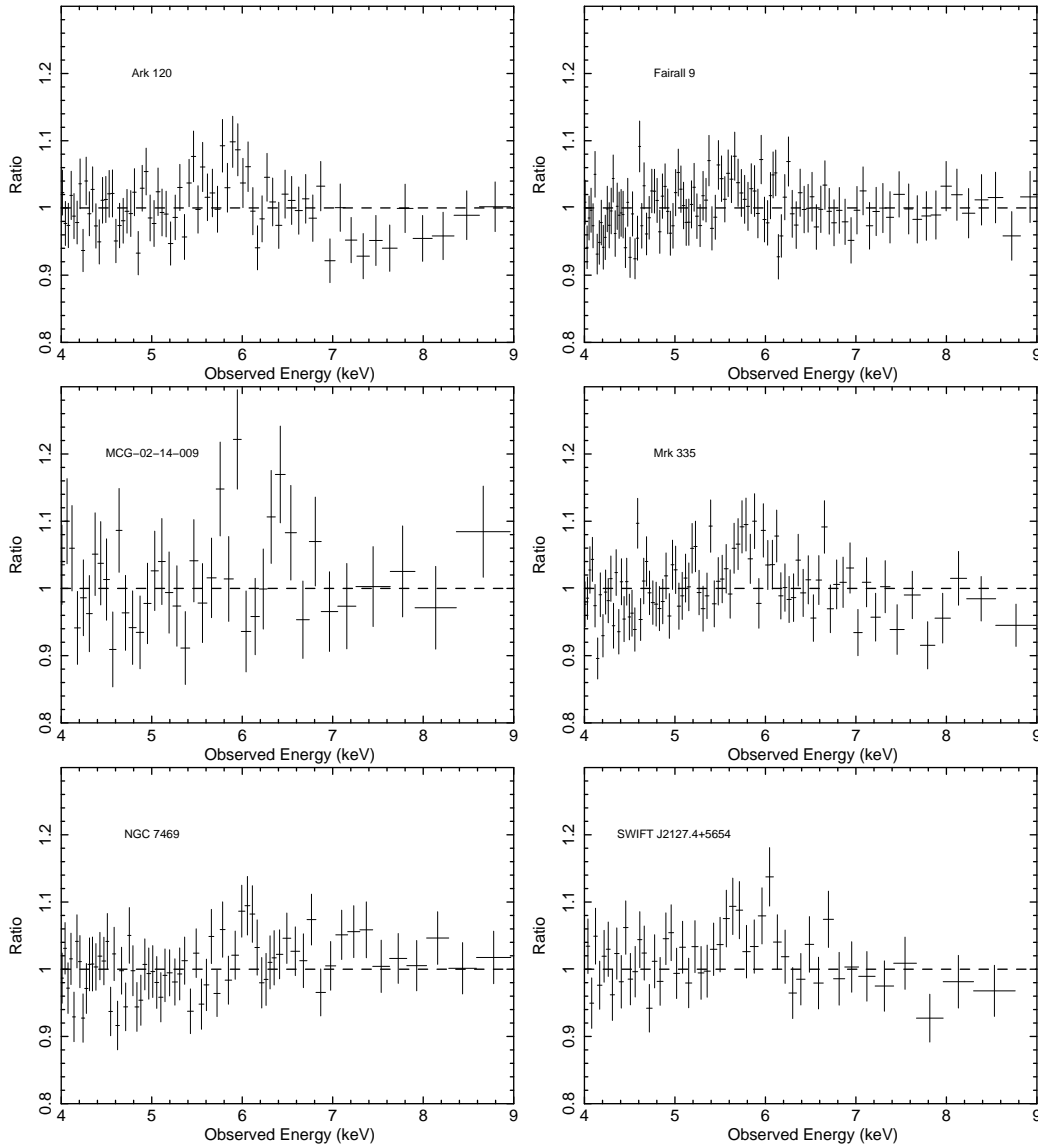 Ark 120
Ratio
0.8 0.9 1 1.1 1.2
4 5 6 7 8 9
Observed Energy (keV)
Fairall 9
Ratio
0.8 0.9 1 1.1 1.2
4 5 6 7 8 9
Observed Energy (keV)
MCG−02−14−009
Ratio
0.8 0.9 1 1.1 1.2
4 5 6 7 8 9
Observed Energy (keV)
Mrk 335
Ratio
0.8 0.9 1 1.1 1.2
4 5 6 7 8 9
Observed Energy (keV)
NGC 7469
Ratio
0.8 0.9 1 1.1 1.2
4 5 6 7 8 9
Observed Energy (keV)
SWIFT J2127.4+5654
Ratio
0.8 0.9 1 1.1 1.2
4 5 6 7 8 9
Observed Energy (keV)